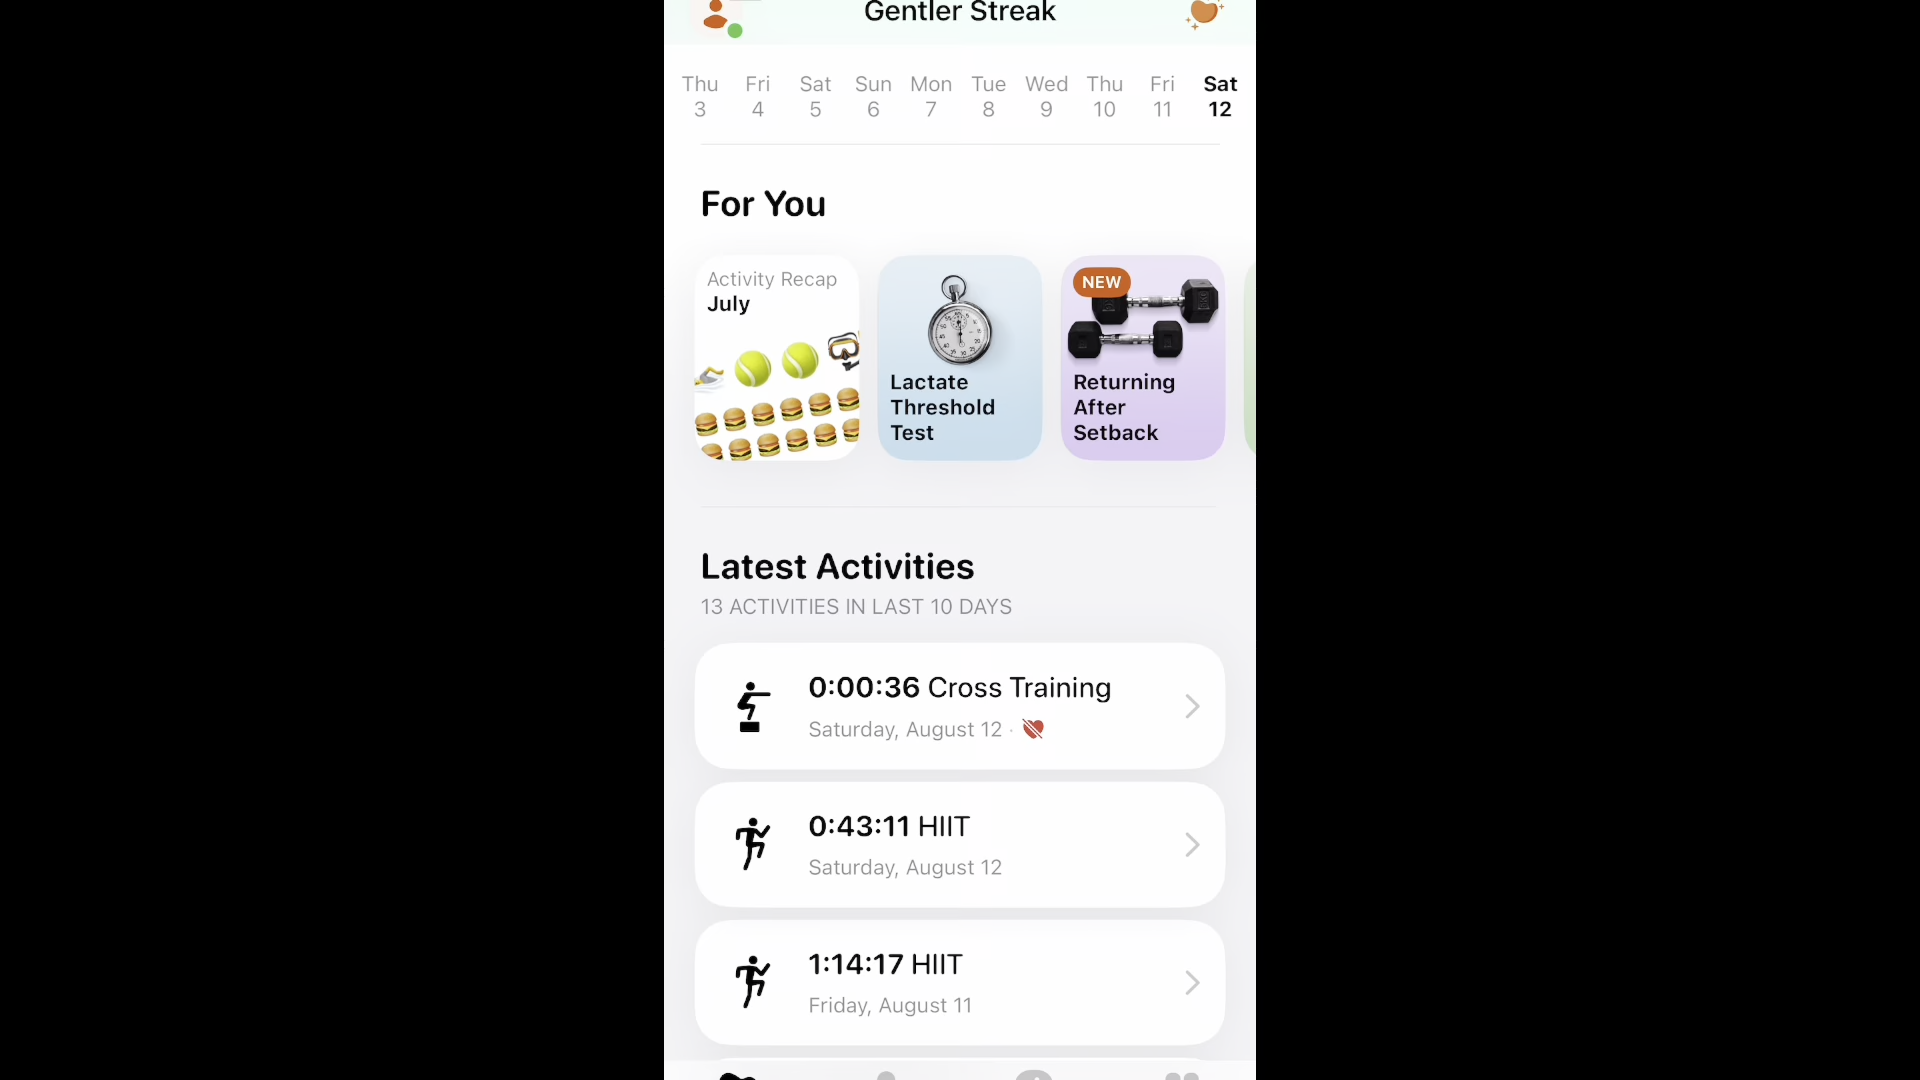 Gentler Streak
Thu Fri Sat Sun Mon Tue Wed Thu Fri Sat
3 4 5 6 7 8 9 10 11 12
For You
Activity Recap
July
Lactate
Threshold
Test
NEW
Returning
After
Setback
Latest Activities
13 ACTIVITIES IN LAST 10 DAYS
0:00:36 Cross Training
Saturday, August 12 ·
0:43:11 HIIT
Saturday, August 12
1:14:17 HIIT
Friday, August 11